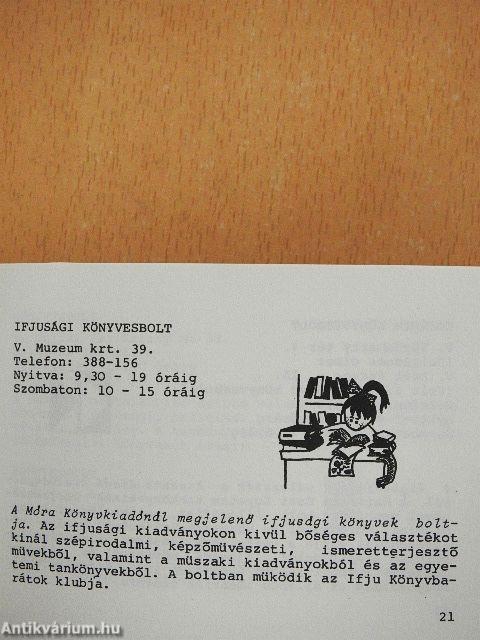 IFJUSÁGI KÖNYVESBOLT
V. Muzeum krt. 39.
Telefon: 388-156
Nyitva: 9,30 - 19 óráig
Szombaton: 10 - 15 óráig
A Móra Könyvkiadónál megjelenő ifjusági könyvek bolt-
ja. Az ifjusági kiadványokon kivül bőséges választékot
kinál szépirodalmi, képzőmüvészeti, ismeretterjesztő
müvekből, valamint a müszaki kiadványokból és az egye-
temi tankönyvekből. A boltban müködik az Ifju Könyvba-
rátok klubja.
21
Antikvárium.hu